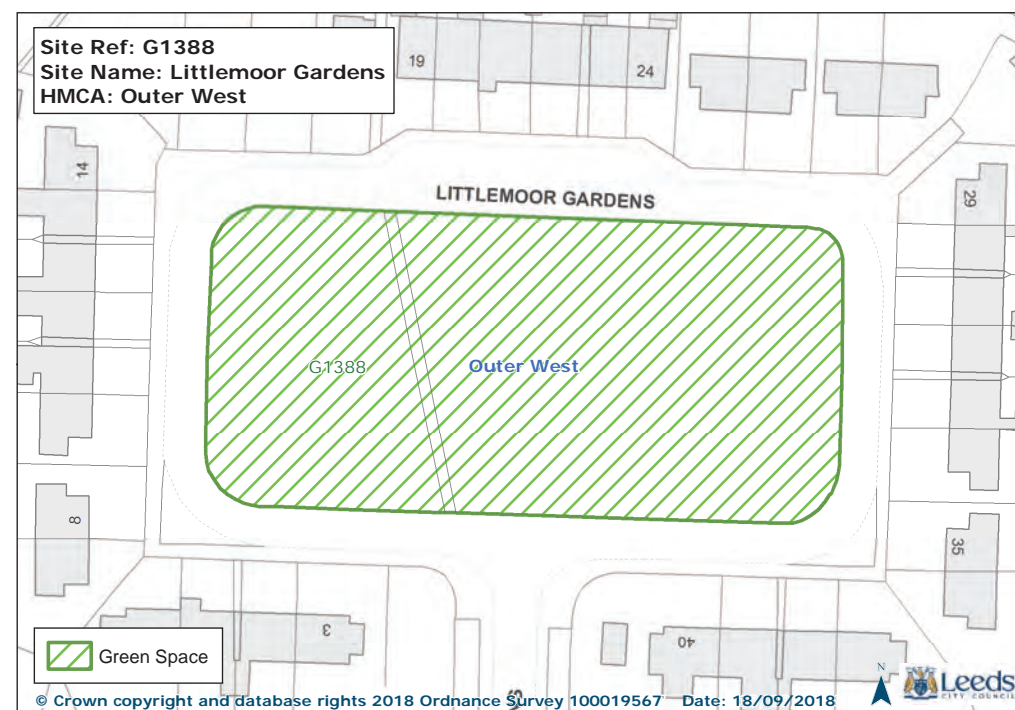 Site Ref: G1388
Site Name: Littlemoor Gardens
HMCA: Outer West
19
24
14
29
LITTLEMOOR GARDENS
G1388
Outer West
8
35
3
40
Green Space
N
Leeds
CITY COUNCIL
© Crown copyright and database rights 2018 Ordnance Survey 100019567 Date: 18/09/2018